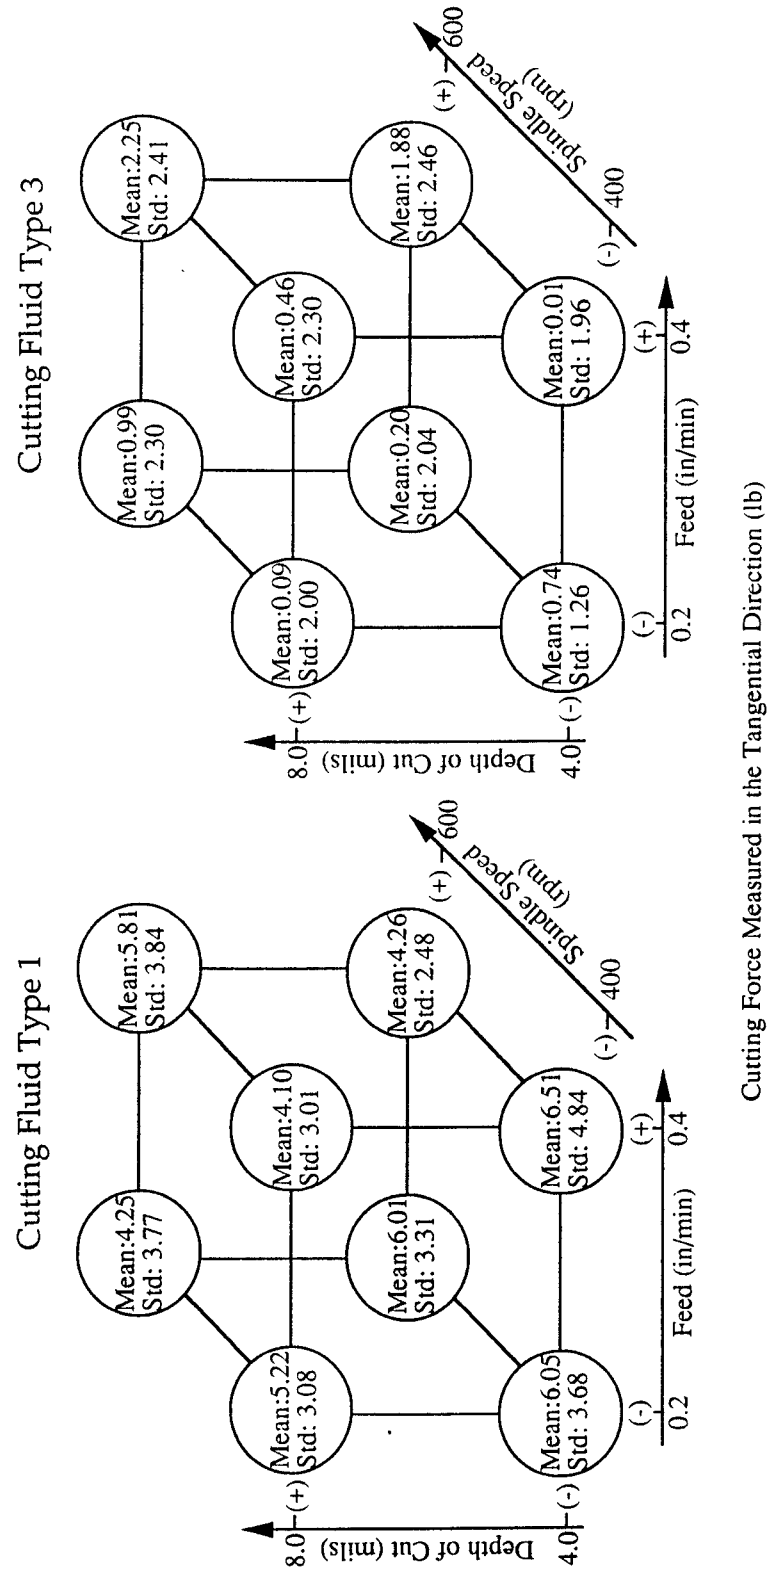 Cutting Fluid Type 1
Mean:4.25
Std: 3.77
Mean:5.81
Std: 3.84
Mean:5.22
Std: 3.08
Mean:4.10
Std: 3.01
Mean:6.01
Std: 3.31
Mean:4.26
Std: 2.48
Mean:6.05
Std: 3.68
Mean:6.51
Std: 4.84
8.0
(+)
Depth of Cut (mils)
4.0
(-)
(-)
(+)
0.2
0.4
Feed (in/min)
(-)
400
(+)
600
Spindle Speed
(rpm)
Cutting Fluid Type 3
Mean:0.99
Std: 2.30
Mean:2.25
Std: 2.41
Mean:0.09
Std: 2.00
Mean:0.46
Std: 2.30
Mean:0.20
Std: 2.04
Mean:1.88
Std: 2.46
Mean:0.74
Std: 1.26
Mean:0.01
Std: 1.96
8.0
(+)
Depth of Cut (mils)
4.0
(-)
(-)
(+)
0.2
0.4
Feed (in/min)
(-)
400
(+)
600
Spindle Speed
(rpm)
Cutting Force Measured in the Tangential Direction (lb)